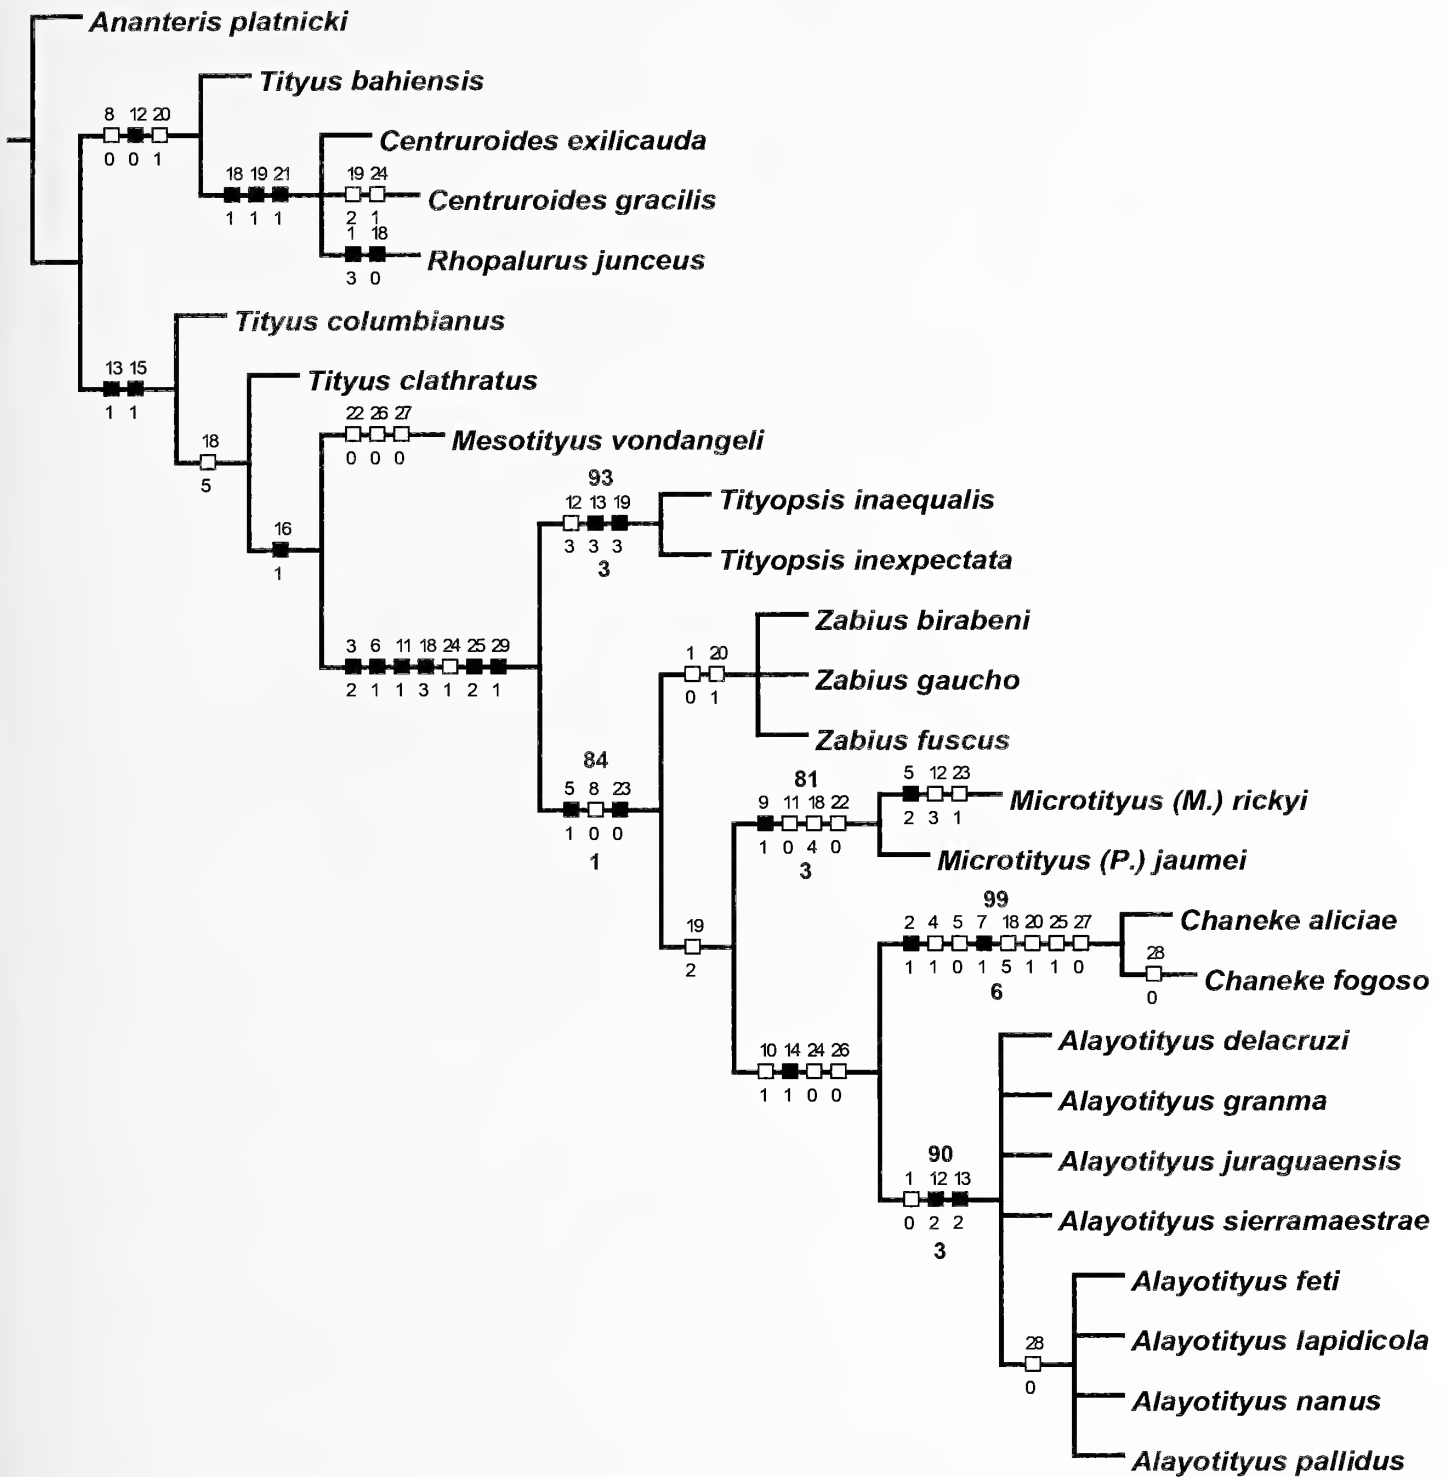 Ananteris platnicki
Tityus bahiensis
8 12 20
0 0 1
Centruroides exilicauda
18 19 21
1 1 1
19 24
2 1
Centruroides gracilis
1 18
3 0
Rhopalurus junceus
Tityus columbianus
13 15
1 1
Tityus clathratus
18
5
22 26 27
0 0 0
Mesotityus vondangeli
16
1
93
12 13 19
3 3 3
3
Tityopsis inaequalis
Tityopsis inexpectata
3 6 11 18 24 25 29
2 1 1 3 1 2 1
Zabius birabeni
1 20
0 1
Zabius gaucho
Zabius fuscus
84
5 8 23
1 0 0
1
81
9 11 18 22
1 0 4 0
3
5 12 23
2 3 1
Microtityus (M.) rickyi
Microtityus (P.) jaumei
19
2
99
2 4 5 7 18 20 25 27
1 1 0 1 5 1 1 0
6
Chaneke aliciae
28
0
Chaneke fogoso
10 14 24 26
1 1 0 0
Alayotityus delacruzi
Alayotityus granma
90
1 12 13
0 2 2
3
Alayotityus juraguaensis
Alayotityus sierramaestrae
Alayotityus feti
28
0
Alayotityus lapidicola
Alayotityus nanus
Alayotityus pallidus